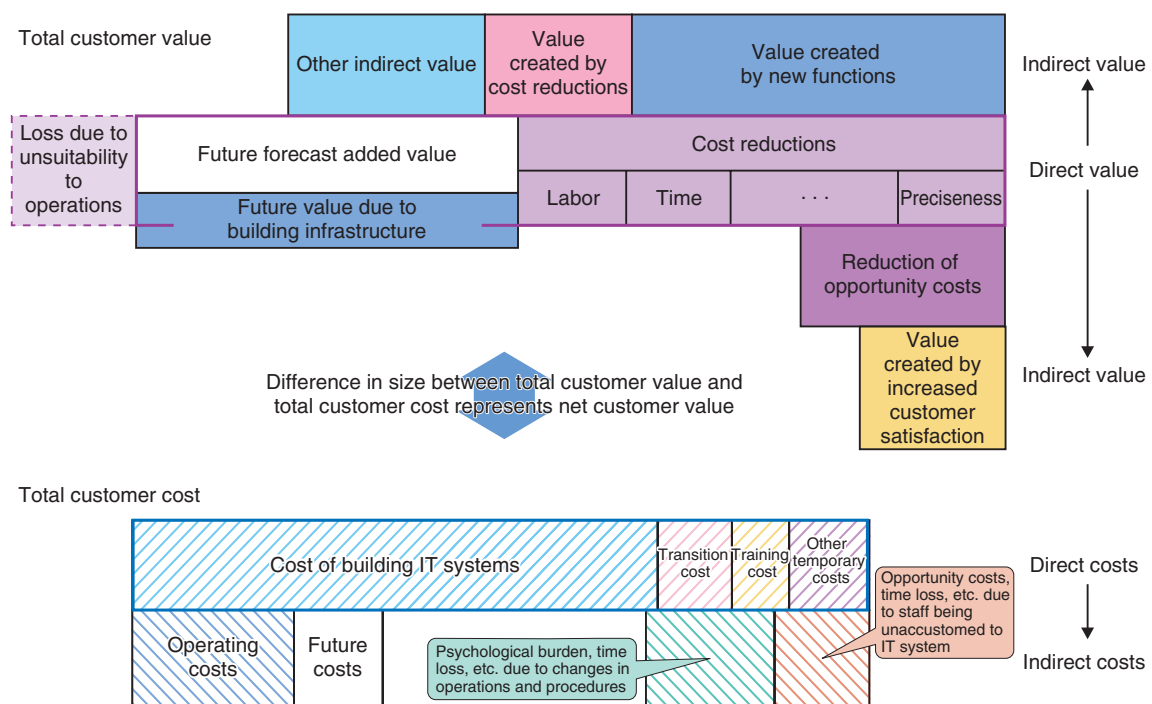 Total customer value
Other indirect value
Value
created by
cost reductions
Value created
by new functions
Indirect value
Loss due to
unsuitability
to
operations
Future forecast added value
Cost reductions
Direct value
Labor
Time
· · ·
Preciseness
Future value due to
building infrastructure
Reduction of
opportunity costs
Value
created by
increased
customer
satisfaction
Indirect value
Difference in size between total customer value and
total customer cost represents net customer value
Total customer cost
Cost of building IT systems
Transition
cost
Training
cost
Other
temporary
costs
Direct costs
Opportunity costs,
time loss, etc. due
to staff being
unaccustomed to
IT system
Operating
costs
Future
costs
Psychological burden, time
loss, etc. due to changes in
operations and procedures
Indirect costs